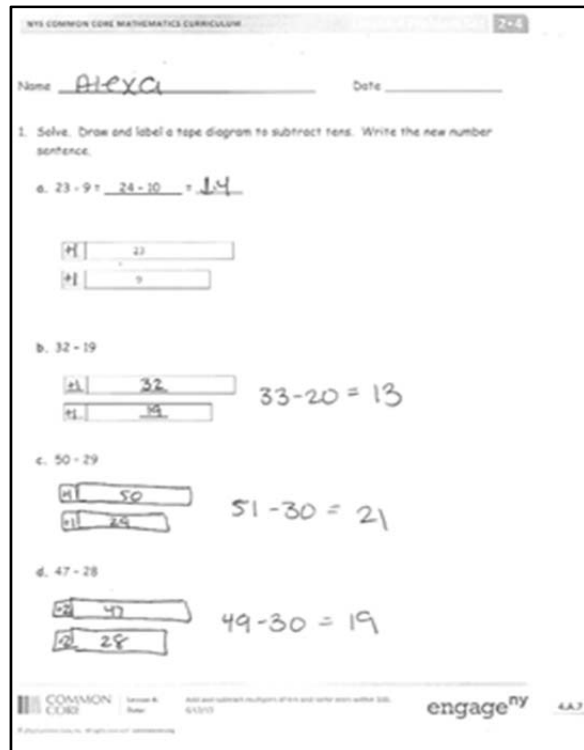 NYS COMMON CORE MATHEMATICS CURRICULUM 2•4
Name Alexa Date
1. Solve. Draw and label a tape diagram to subtract tens. Write the new number
sentence.
a. 23 - 9 = 24 - 10 = 14
+1 23
+1 9
b. 32 - 19
+1 32
+1 19
33-20 = 13
c. 50 - 29
+1 50
+1 29
51-30 = 21
d. 47 - 28
+2 47
+2 28
49-30 = 19
COMMON
CORE
engageny